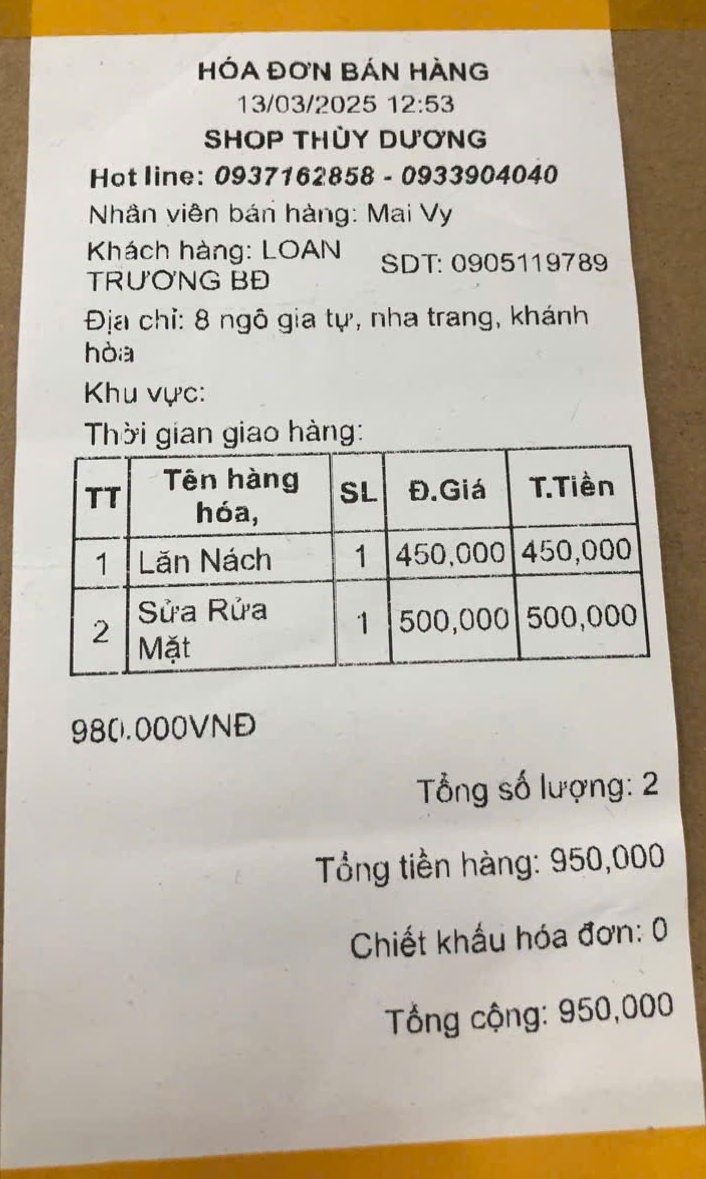 HÓA ĐƠN BÁN HÀNG
13/03/2025 12:53
SHOP THÙY DƯƠNG
Hot line: 0937162858 - 0933904040
Nhân viên bán hàng: Mai Vy
Khách hàng: LOAN TRƯƠNG BĐ SDT: 0905119789
Địa chỉ: 8 ngô gia tự, nha trang, khánh
hòa
Khu vực:
Thời gian giao hàng:
TT Tên hàng hóa, SL Đ.Giá T.Tiền
1 Lăn Nách 1 450,000 450,000
2 Sửa Rửa Mặt 1 500,000 500,000
980.000VNĐ
Tổng số lượng: 2
Tổng tiền hàng: 950,000
Chiết khấu hóa đơn: 0
Tổng cộng: 950,000